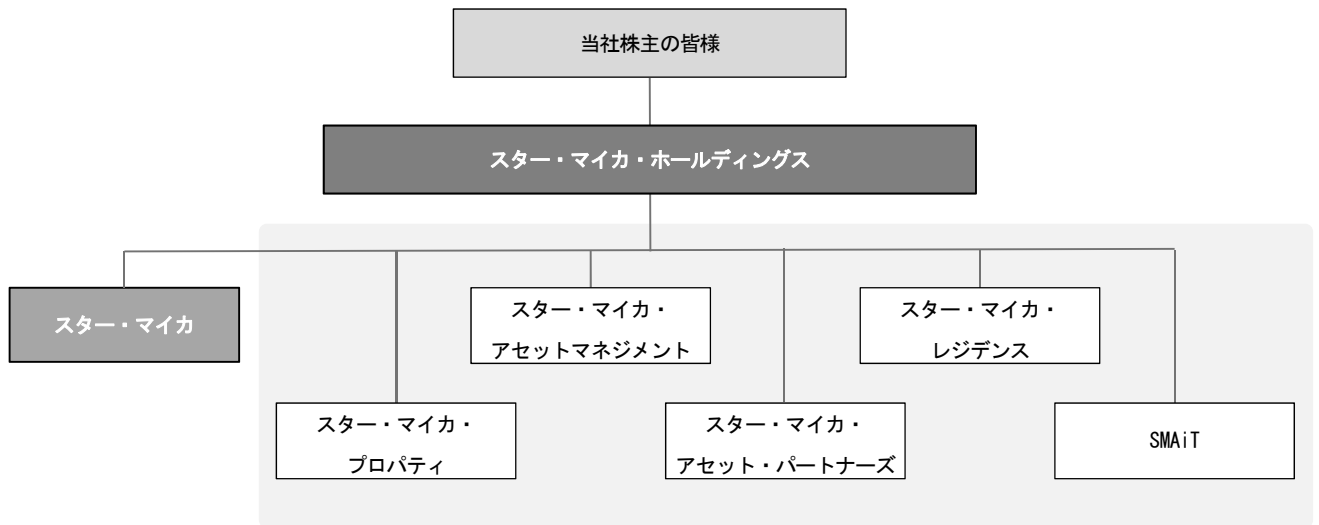 当社株主の皆様
スター・マイカ・ホールディングス
スター・マイカ
スター・マイカ・
アセットマネジメント
スター・マイカ・
レジデンス
スター・マイカ・
プロパティ
スター・マイカ・
アセット・パートナーズ
SMAiT